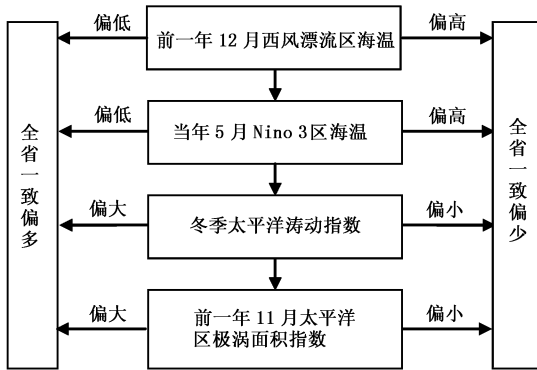 偏低
前一年12月西风漂流区海温
偏高
偏低
当年5月Nino 3区海温
偏高
全省一致偏多
全省一致偏少
偏大
冬季太平洋涛动指数
偏小
偏大
前一年11月太平洋
区极涡面积指数
偏小